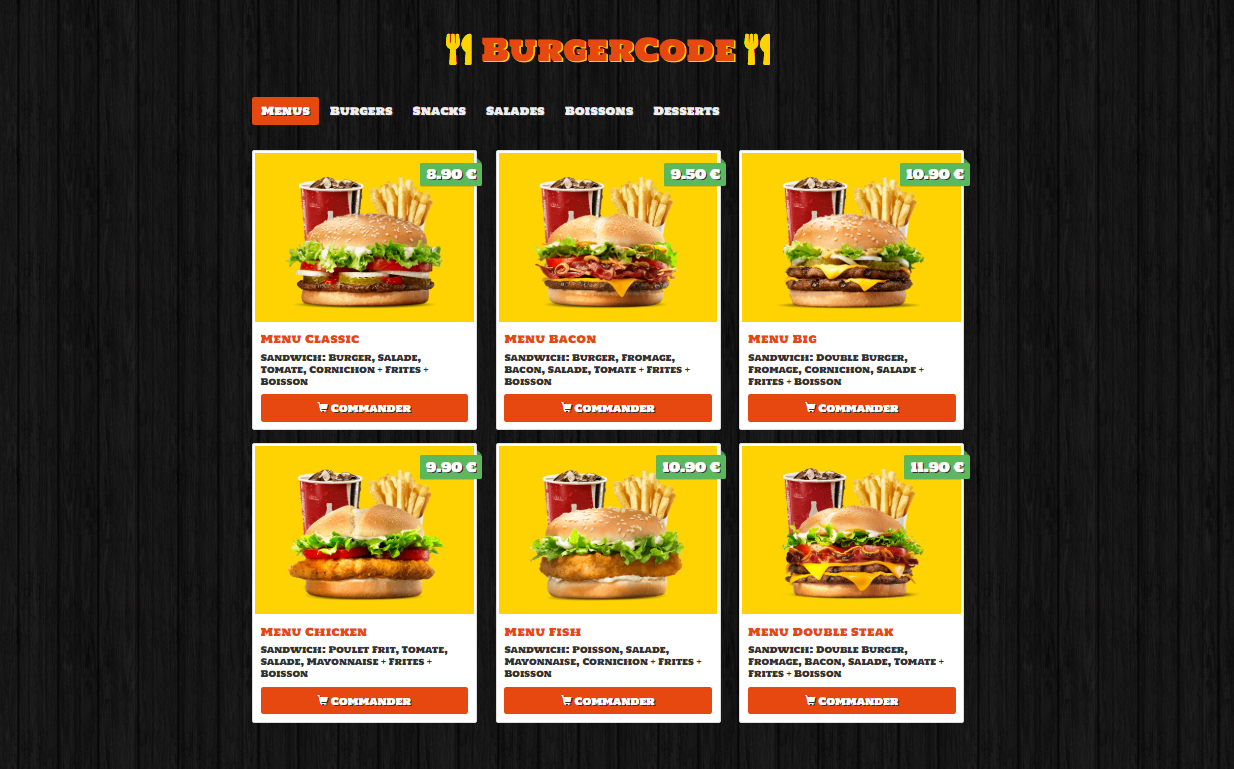 BurgerCode
Menus Burgers Snacks Salades Boissons Desserts
8.90 €
9.50 €
10.90 €
Menu Classic
Sandwich: Burger, Salade,
Tomate, Cornichon + Frites +
Boisson
Commander
Menu Bacon
Sandwich: Burger, Fromage,
Bacon, Salade, Tomate + Frites +
Boisson
Commander
Menu Big
Sandwich: Double Burger,
Fromage, Cornichon, Salade +
Frites + Boisson
Commander
9.90 €
10.90 €
11.90 €
Menu Chicken
Sandwich: Poulet Frit, Tomate,
Salade, Mayonnaise + Frites +
Boisson
Commander
Menu Fish
Sandwich: Poisson, Salade,
Mayonnaise, Cornichon + Frites +
Boisson
Commander
Menu Double Steak
Sandwich: Double Burger,
Fromage, Bacon, Salade, Tomate +
Frites + Boisson
Commander